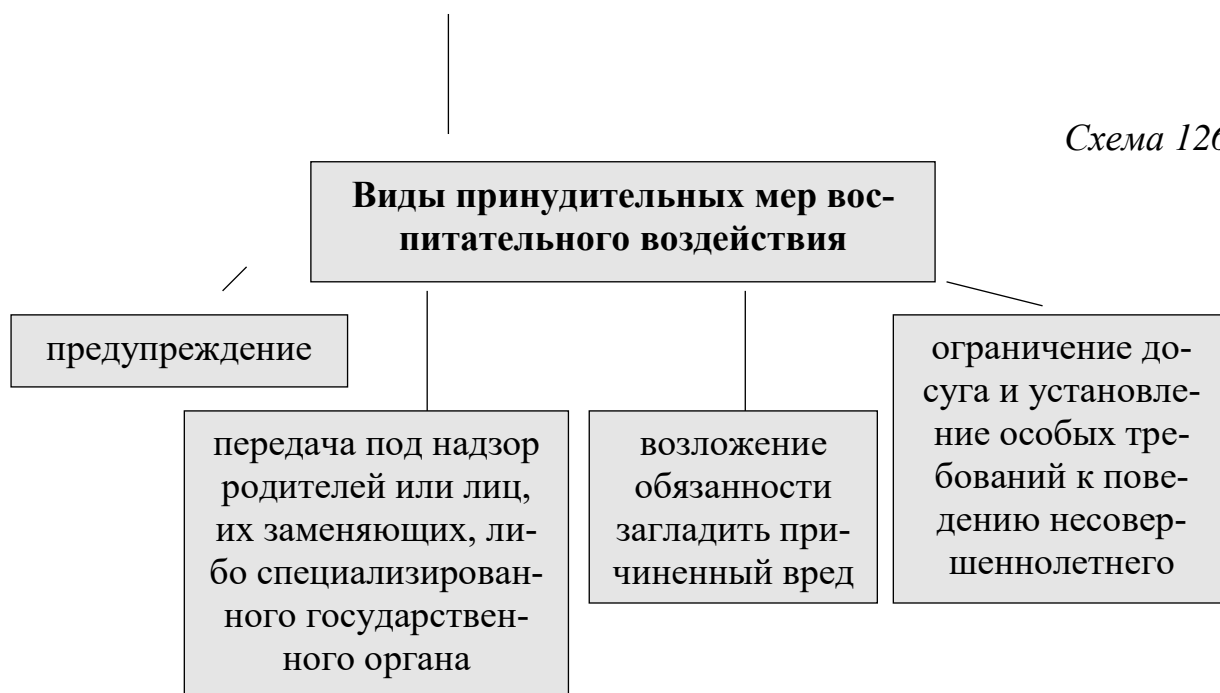 Схема 126
Виды принудительных мер вос-
питательного воздействия
предупреждение
передача под надзор
родителей или лиц,
их заменяющих, ли-
бо специализирован-
ного государствен-
ного органа
возложение
обязанности
загладить при-
чиненный вред
ограничение до-
суга и установле-
ние особых тре-
бований к пове-
дению несовер-
шеннолетнего